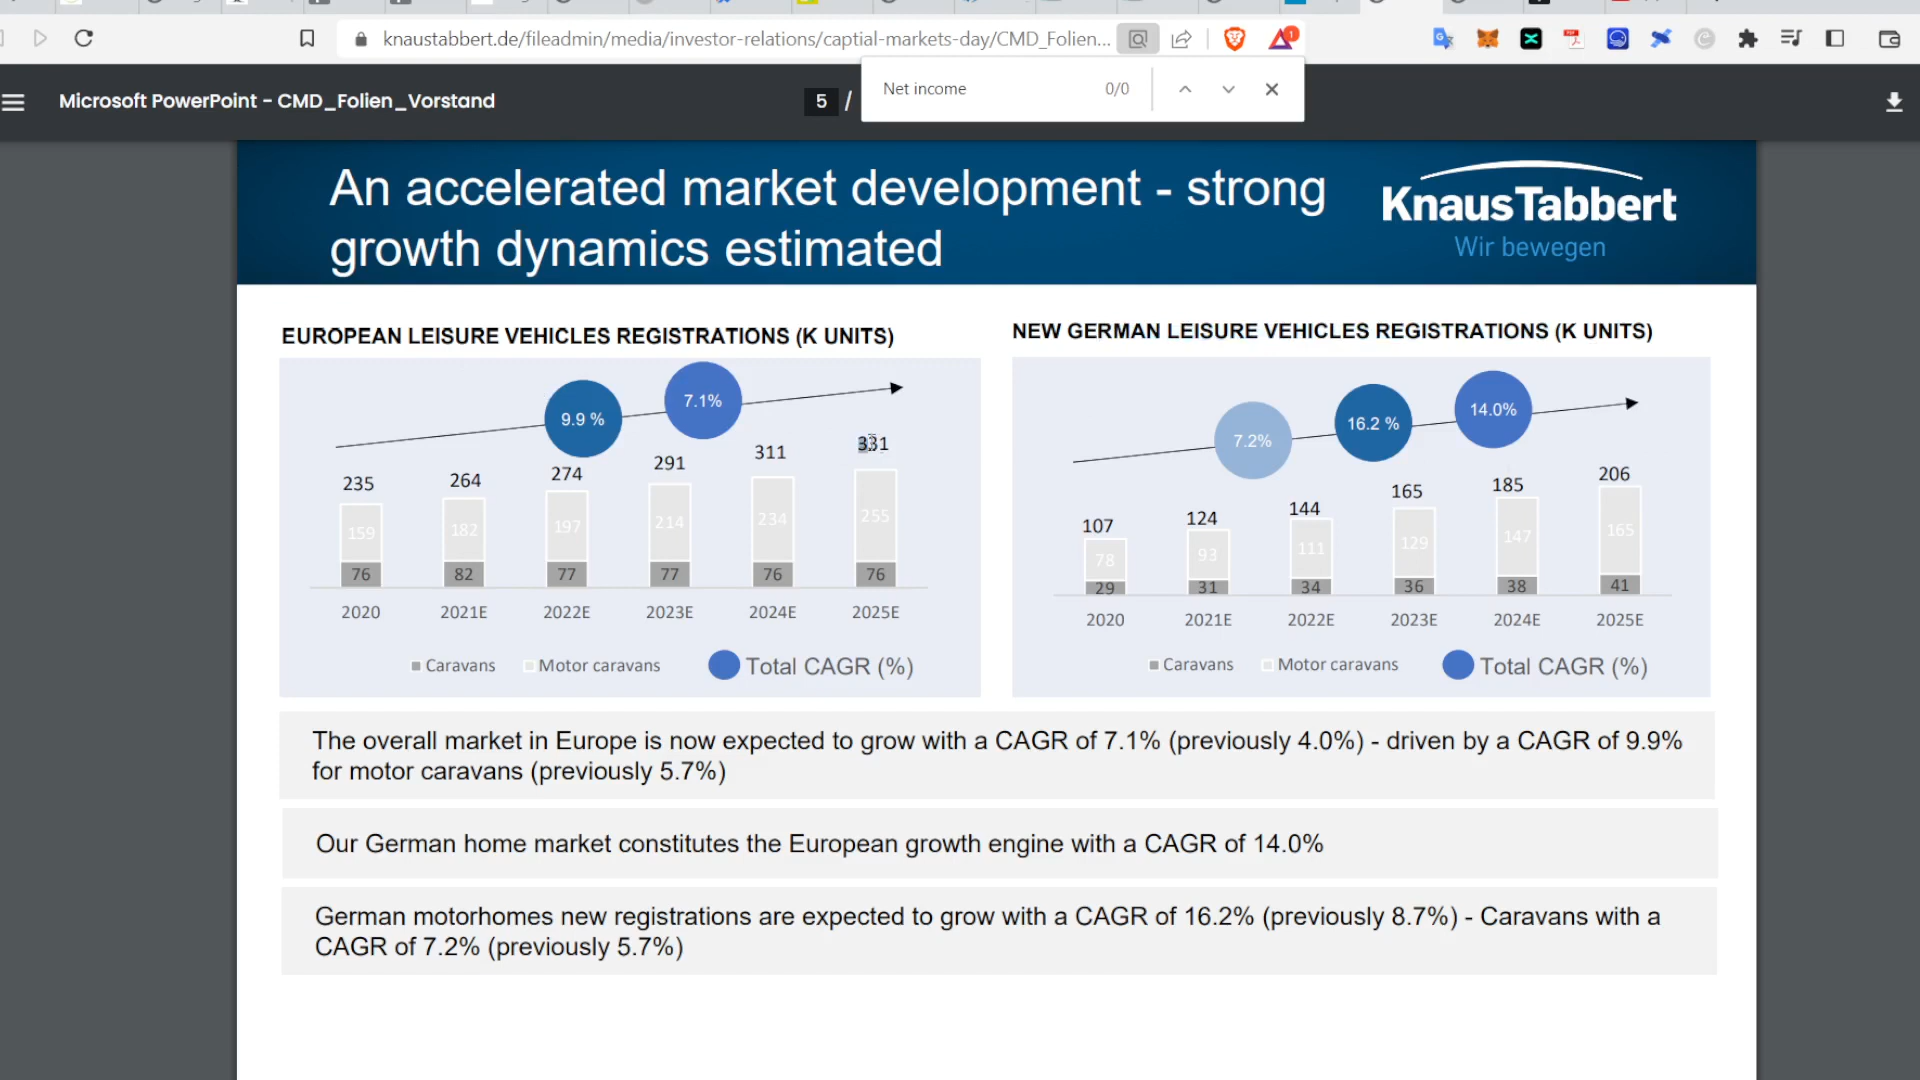 knaustabbert.de/fileadmin/media/investor-relations/captial-markets-day/CMD_Folien...
1
Net income 0/0
Microsoft PowerPoint - CMD_Folien_Vorstand
5 /
An accelerated market development - strong
growth dynamics estimated
KnausTabbert
Wir bewegen
EUROPEAN LEISURE VEHICLES REGISTRATIONS (K UNITS)
9.9 % 7.1%
235 264 274 291 311 331
159 182 197 214 234 255
76 82 77 77 76 76
2020 2021E 2022E 2023E 2024E 2025E
Caravans Motor caravans Total CAGR (%)
NEW GERMAN LEISURE VEHICLES REGISTRATIONS (K UNITS)
7.2% 16.2 % 14.0%
107 124 144 165 185 206
78 93 111 129 147 165
29 31 34 36 38 41
2020 2021E 2022E 2023E 2024E 2025E
Caravans Motor caravans Total CAGR (%)
The overall market in Europe is now expected to grow with a CAGR of 7.1% (previously 4.0%) - driven by a CAGR of 9.9%
for motor caravans (previously 5.7%)
Our German home market constitutes the European growth engine with a CAGR of 14.0%
German motorhomes new registrations are expected to grow with a CAGR of 16.2% (previously 8.7%) - Caravans with a
CAGR of 7.2% (previously 5.7%)